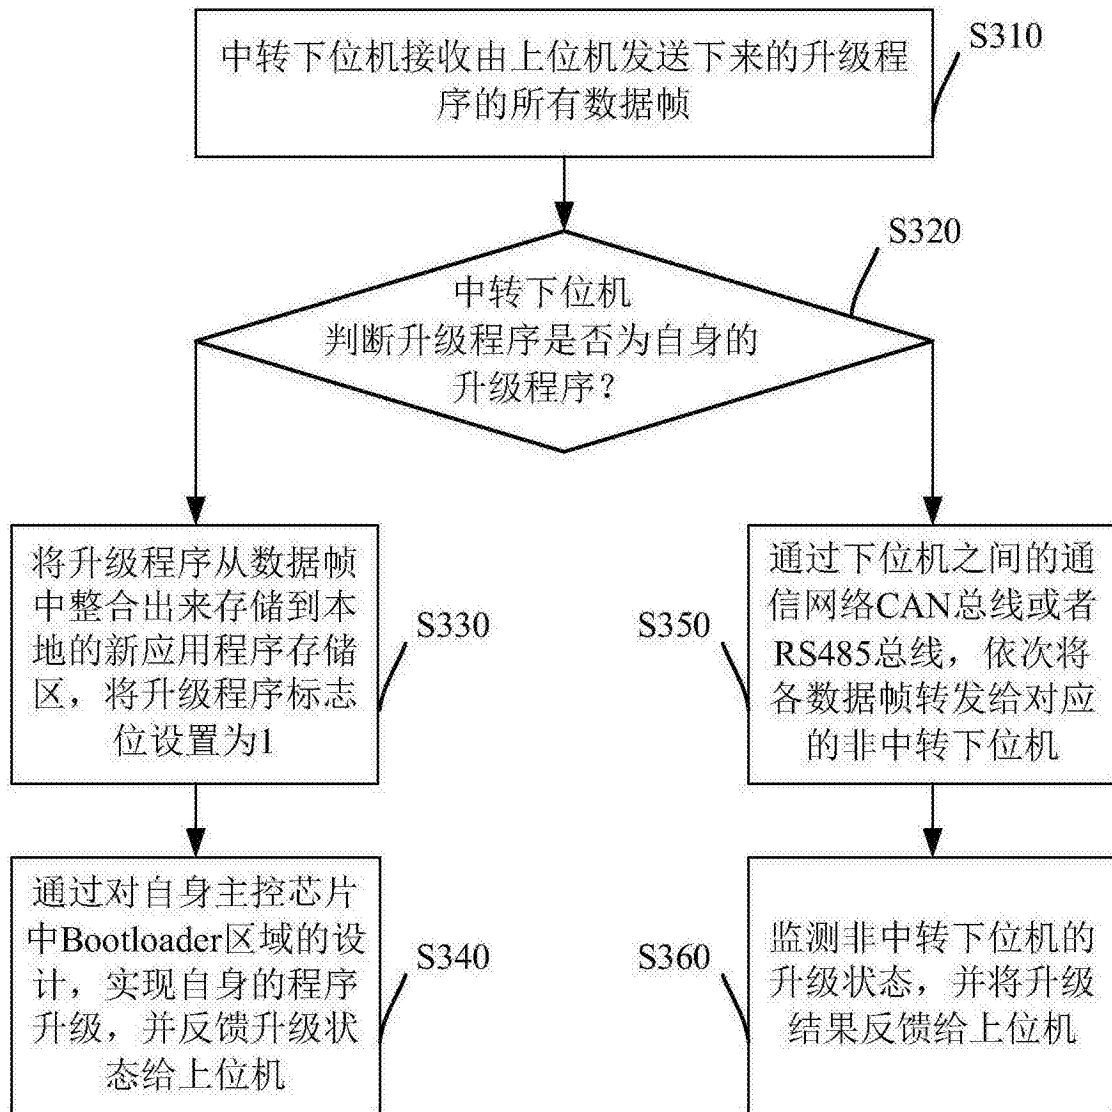 中转下位机接收由上位机发送下来的升级程
序的所有数据帧
S310
中转下位机
判断升级程序是否为自身的
升级程序？
S320
将升级程序从数据帧
中整合出来存储到本
地的新应用程序存储
区，将升级程序标志
位设置为1
S330
通过对自身主控芯片
中Bootloader区域的设
计，实现自身的程序
升级，并反馈升级状
态给上位机
S340
通过下位机之间的通
信网络CAN总线或者
RS485总线，依次将
各数据帧转发给对应
的非中转下位机
S350
监测非中转下位机的
升级状态，并将升级
结果反馈给上位机
S360